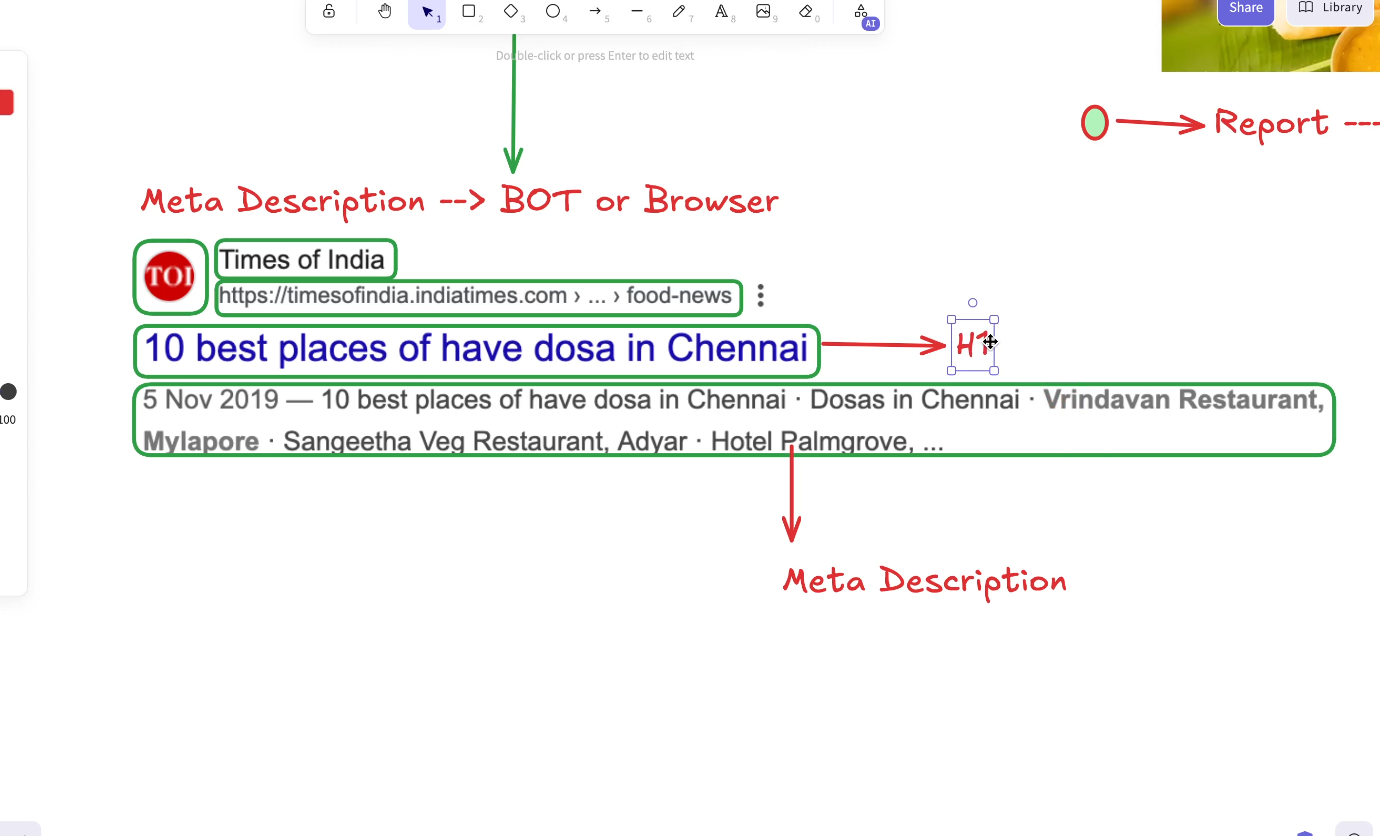 1
2
3
4
5
6
7
8
9
0
AI
Share
Library
Double-click or press Enter to edit text
Report ---
Meta Description --> BOT or Browser
TOI
Times of India
https://timesofindia.indiatimes.com › ... › food-news
10 best places of have dosa in Chennai
H1
5 Nov 2019 — 10 best places of have dosa in Chennai · Dosas in Chennai · Vrindavan Restaurant,
Mylapore · Sangeetha Veg Restaurant, Adyar · Hotel Palmgrove, ...
100
Meta Description